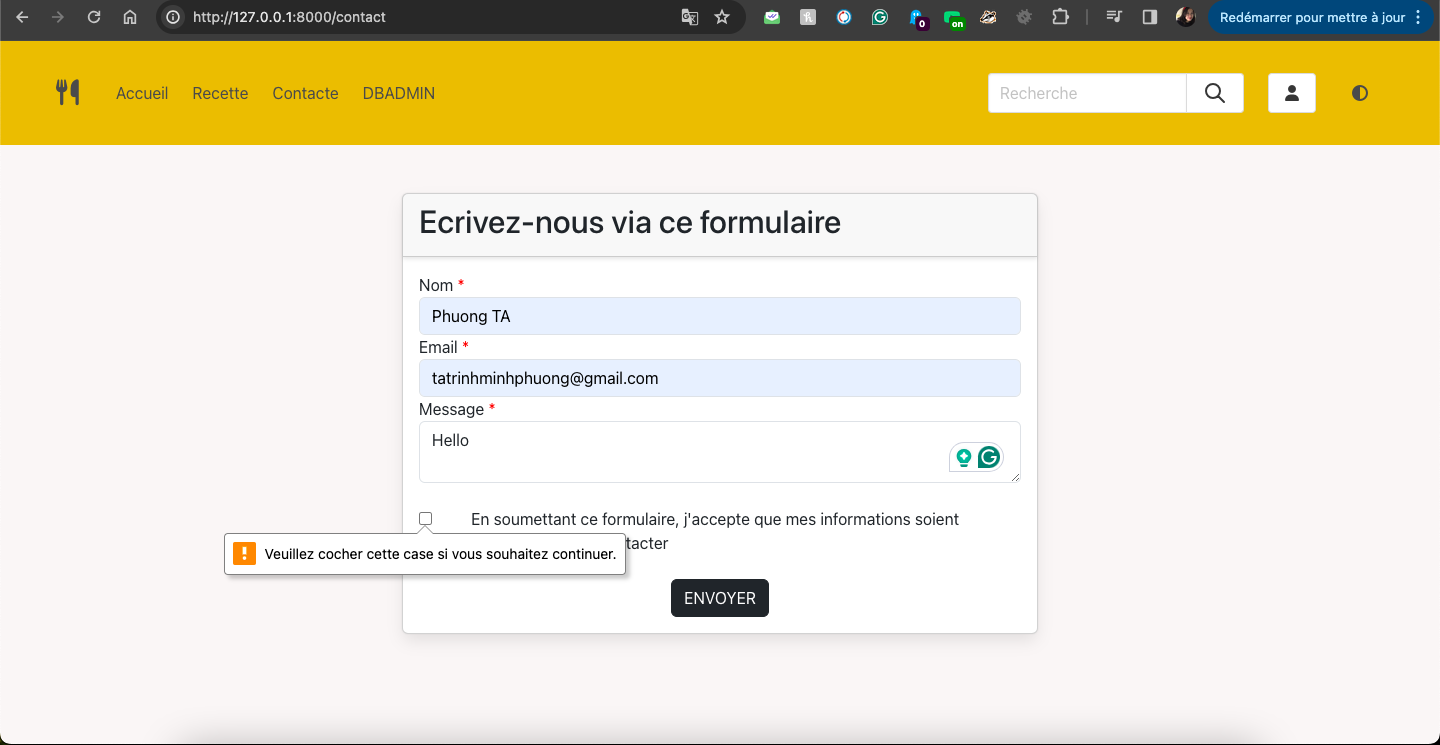 http://127.0.0.1:8000/contact
0
on
Redémarrer pour mettre à jour
Accueil Recette Contacte DBADMIN
Recherche
Ecrivez-nous via ce formulaire
Nom *
Phuong TA
Email *
tatrinhminhphuong@gmail.com
Message *
Hello
En soumettant ce formulaire, j'accepte que mes informations soient
tacter
Veuillez cocher cette case si vous souhaitez continuer.
ENVOYER